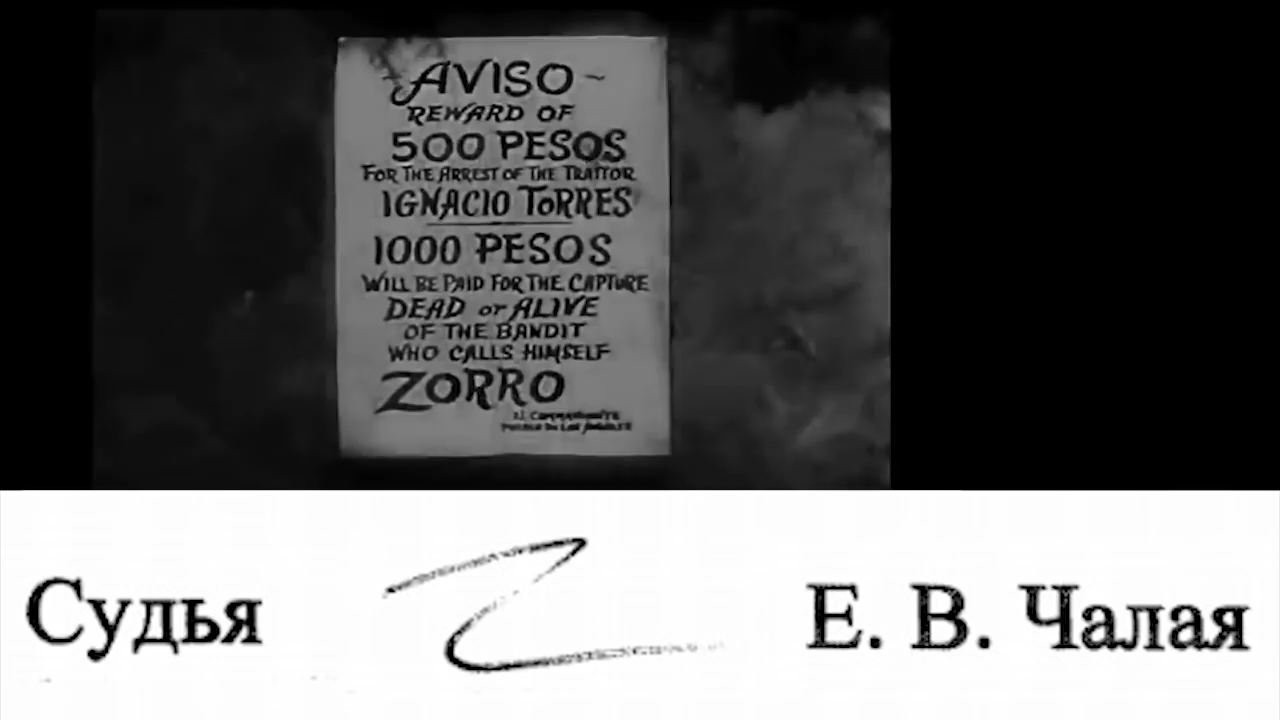 ~AVISO~
REWARD OF
500 PESOS
FOR THE ARREST OF THE TRAITOR
IGNACIO TORRES
1000 PESOS
WILL BE PAID FOR THE CAPTURE
DEAD or ALIVE
OF THE BANDIT
WHO CALLS HIMSELF
ZORRO
Судья Е. В. Чалая